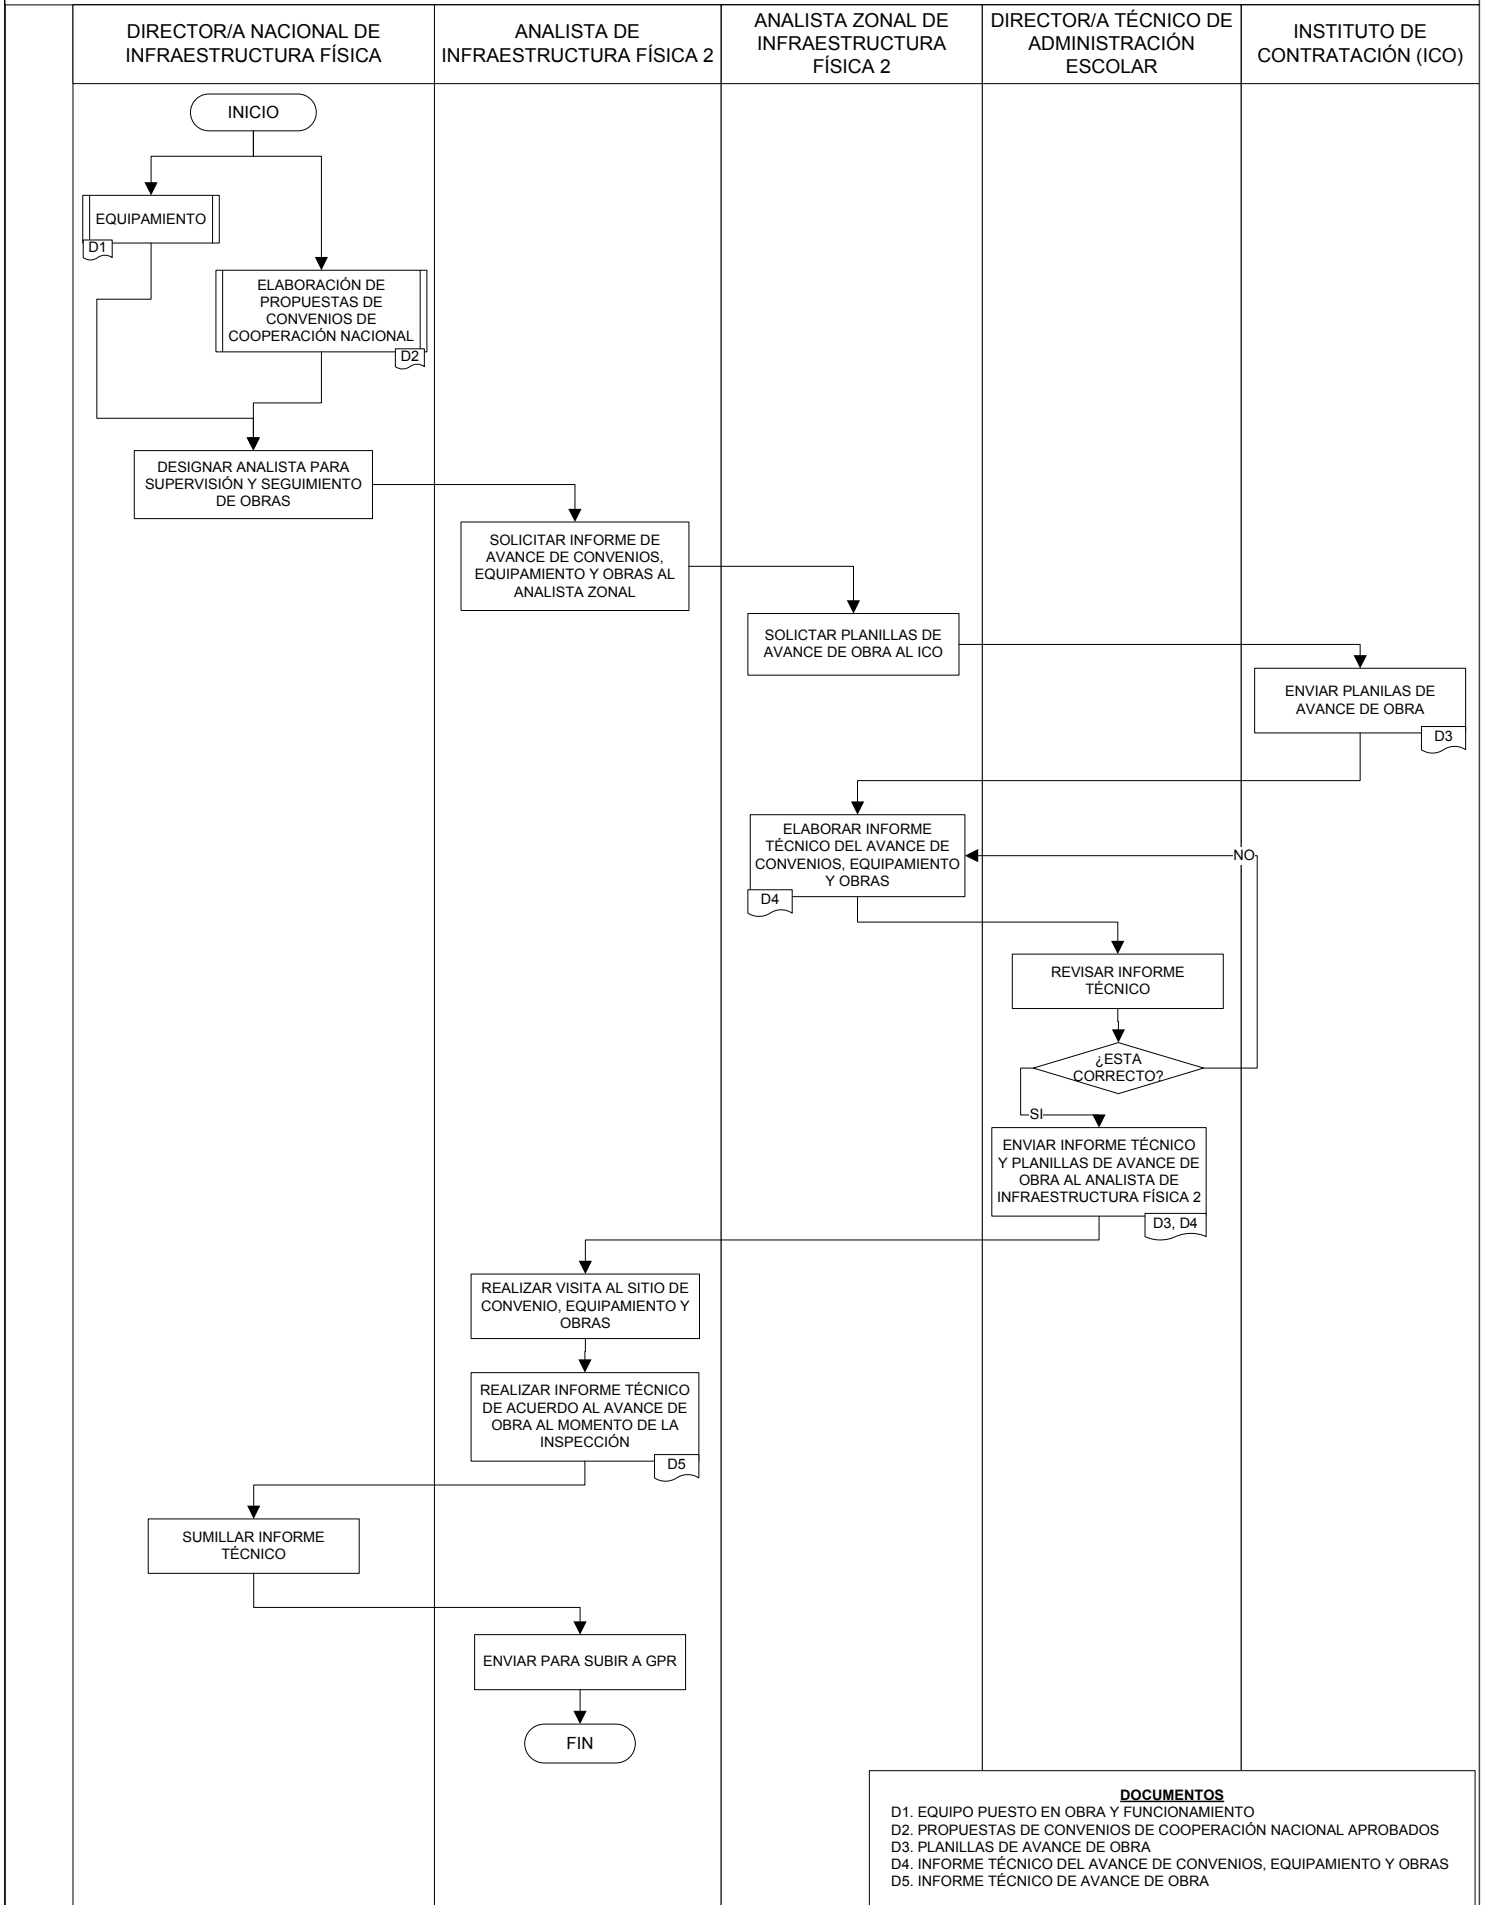 DIRECTOR/A NACIONAL DE
INFRAESTRUCTURA FÍSICA
ANALISTA DE
INFRAESTRUCTURA FÍSICA 2
ANALISTA ZONAL DE
INFRAESTRUCTURA
FÍSICA 2
DIRECTOR/A TÉCNICO DE
ADMINISTRACIÓN
ESCOLAR
INSTITUTO DE
CONTRATACIÓN (ICO)
INICIO
EQUIPAMIENTO
D1
ELABORACIÓN DE
PROPUESTAS DE
CONVENIOS DE
COOPERACIÓN NACIONAL
D2
DESIGNAR ANALISTA PARA
SUPERVISIÓN Y SEGUIMIENTO
DE OBRAS
SOLICITAR INFORME DE
AVANCE DE CONVENIOS,
EQUIPAMIENTO Y OBRAS AL
ANALISTA ZONAL
SOLICTAR PLANILLAS DE
AVANCE DE OBRA AL ICO
ENVIAR PLANILAS DE
AVANCE DE OBRA
D3
ELABORAR INFORME
TÉCNICO DEL AVANCE DE
CONVENIOS, EQUIPAMIENTO
Y OBRAS
D4
NO
REVISAR INFORME
TÉCNICO
¿ESTA
CORRECTO?
SI
ENVIAR INFORME TÉCNICO
Y PLANILLAS DE AVANCE DE
OBRA AL ANALISTA DE
INFRAESTRUCTURA FÍSICA 2
D3, D4
REALIZAR VISITA AL SITIO DE
CONVENIO, EQUIPAMIENTO Y
OBRAS
REALIZAR INFORME TÉCNICO
DE ACUERDO AL AVANCE DE
OBRA AL MOMENTO DE LA
INSPECCIÓN
D5
SUMILLAR INFORME
TÉCNICO
ENVIAR PARA SUBIR A GPR
FIN
DOCUMENTOS
D1. EQUIPO PUESTO EN OBRA Y FUNCIONAMIENTO
D2. PROPUESTAS DE CONVENIOS DE COOPERACIÓN NACIONAL APROBADOS
D3. PLANILLAS DE AVANCE DE OBRA
D4. INFORME TÉCNICO DEL AVANCE DE CONVENIOS, EQUIPAMIENTO Y OBRAS
D5. INFORME TÉCNICO DE AVANCE DE OBRA